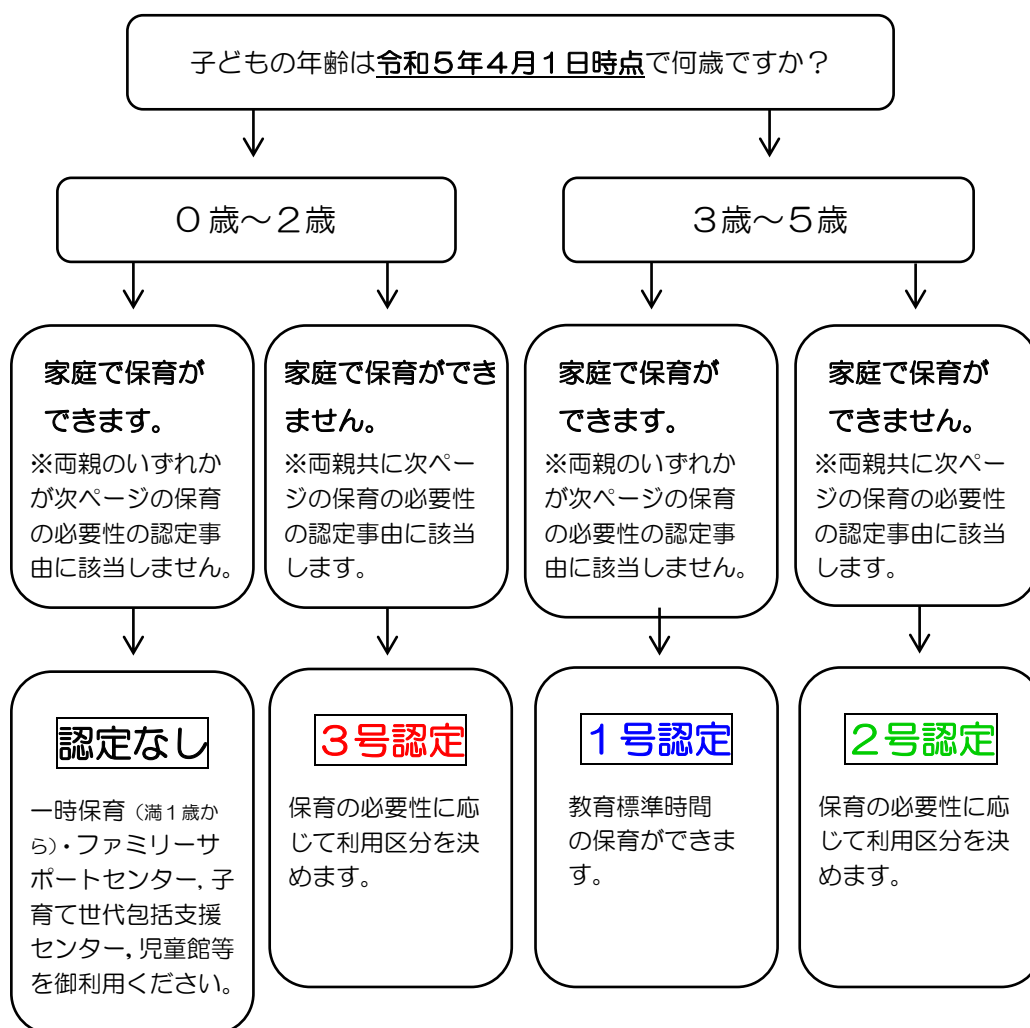 子どもの年齢は令和５年４月１日時点で何歳ですか？
０歳～２歳
３歳～５歳
家庭で保育が
できます。
※両親のいずれか
が次ページの保育
の必要性の認定事
由に該当しません。
家庭で保育ができ
ません。
※両親共に次ペー
ジの保育の必要性
の認定事由に該当
します。
家庭で保育が
できます。
※両親のいずれか
が次ページの保育
の必要性の認定事
由に該当しません。
家庭で保育が
できません。
※両親共に次ペー
ジの保育の必要性
の認定事由に該当
します。
認定なし
一時保育（満１歳か
ら）・ファミリーサ
ポートセンター，子
育て世代包括支援
センター，児童館等
を御利用ください。
３号認定
保育の必要性に応
じて利用区分を決
めます。
１号認定
教育標準時間
の保育ができま
す。
２号認定
保育の必要性に応
じて利用区分を決
めます。